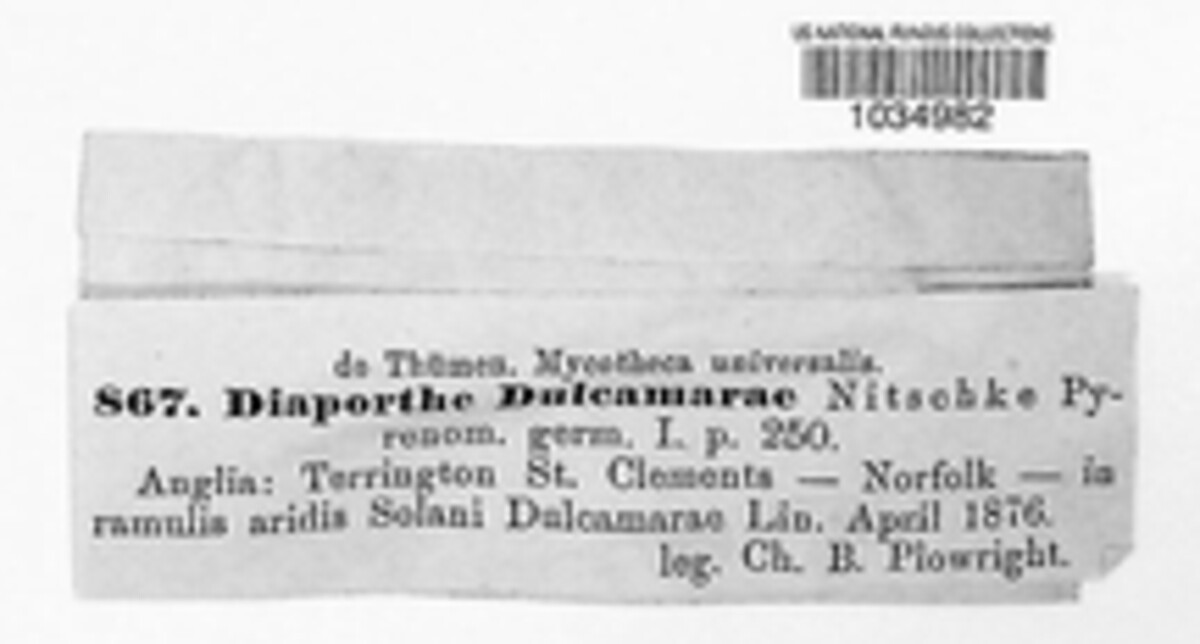 US NATIONAL FUNGUS COLLECTIONS
1034982
de Thümen. Mycotheca universalis.
867. Diaporthe Dulcamarae Nitschke Py-
renom. germ. I. p. 250.
Anglia: Terrington St. Clements — Norfolk — in
ramulis aridis Solani Dulcamarae Lin. April 1876.
leg. Ch. B. Plowright.